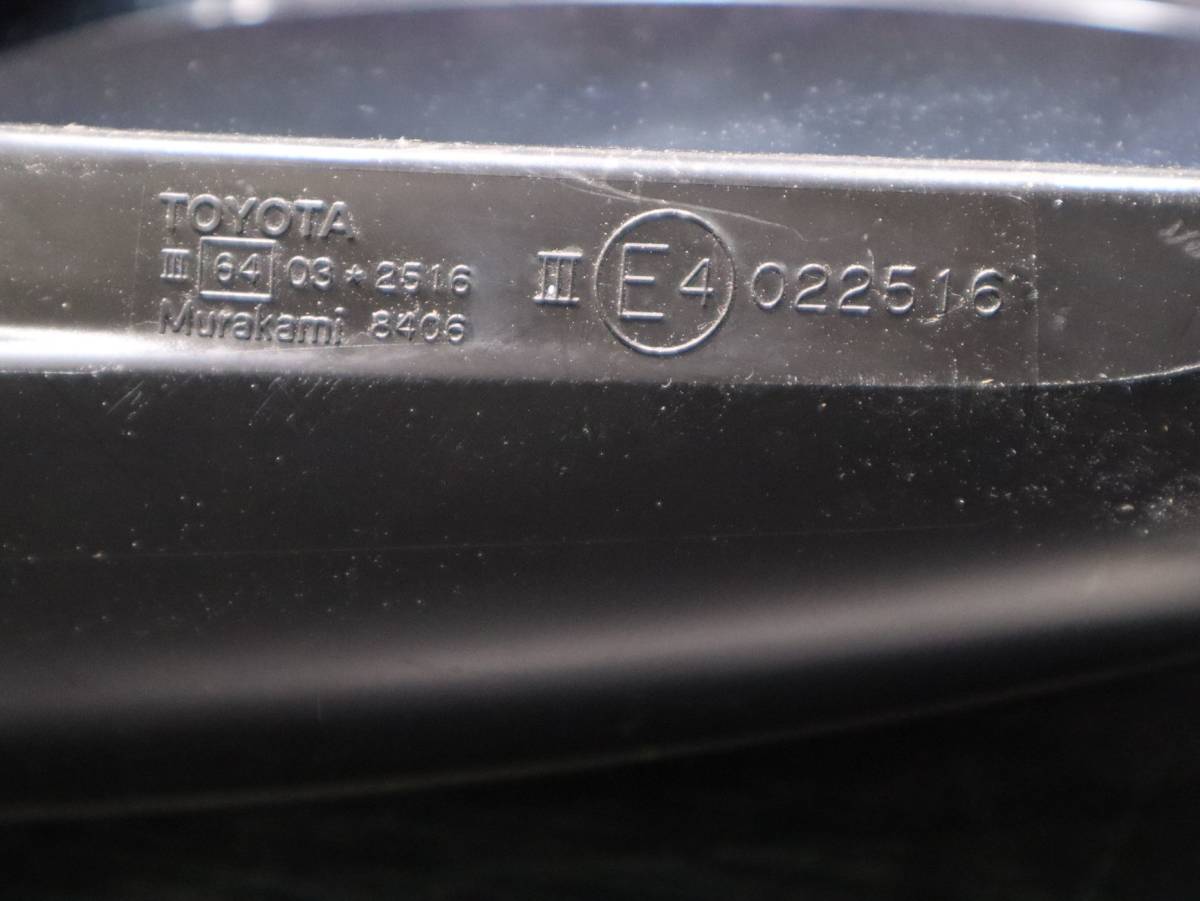 TOYOTA
III 64 03*2516
Murakami 8406
III E4 022516